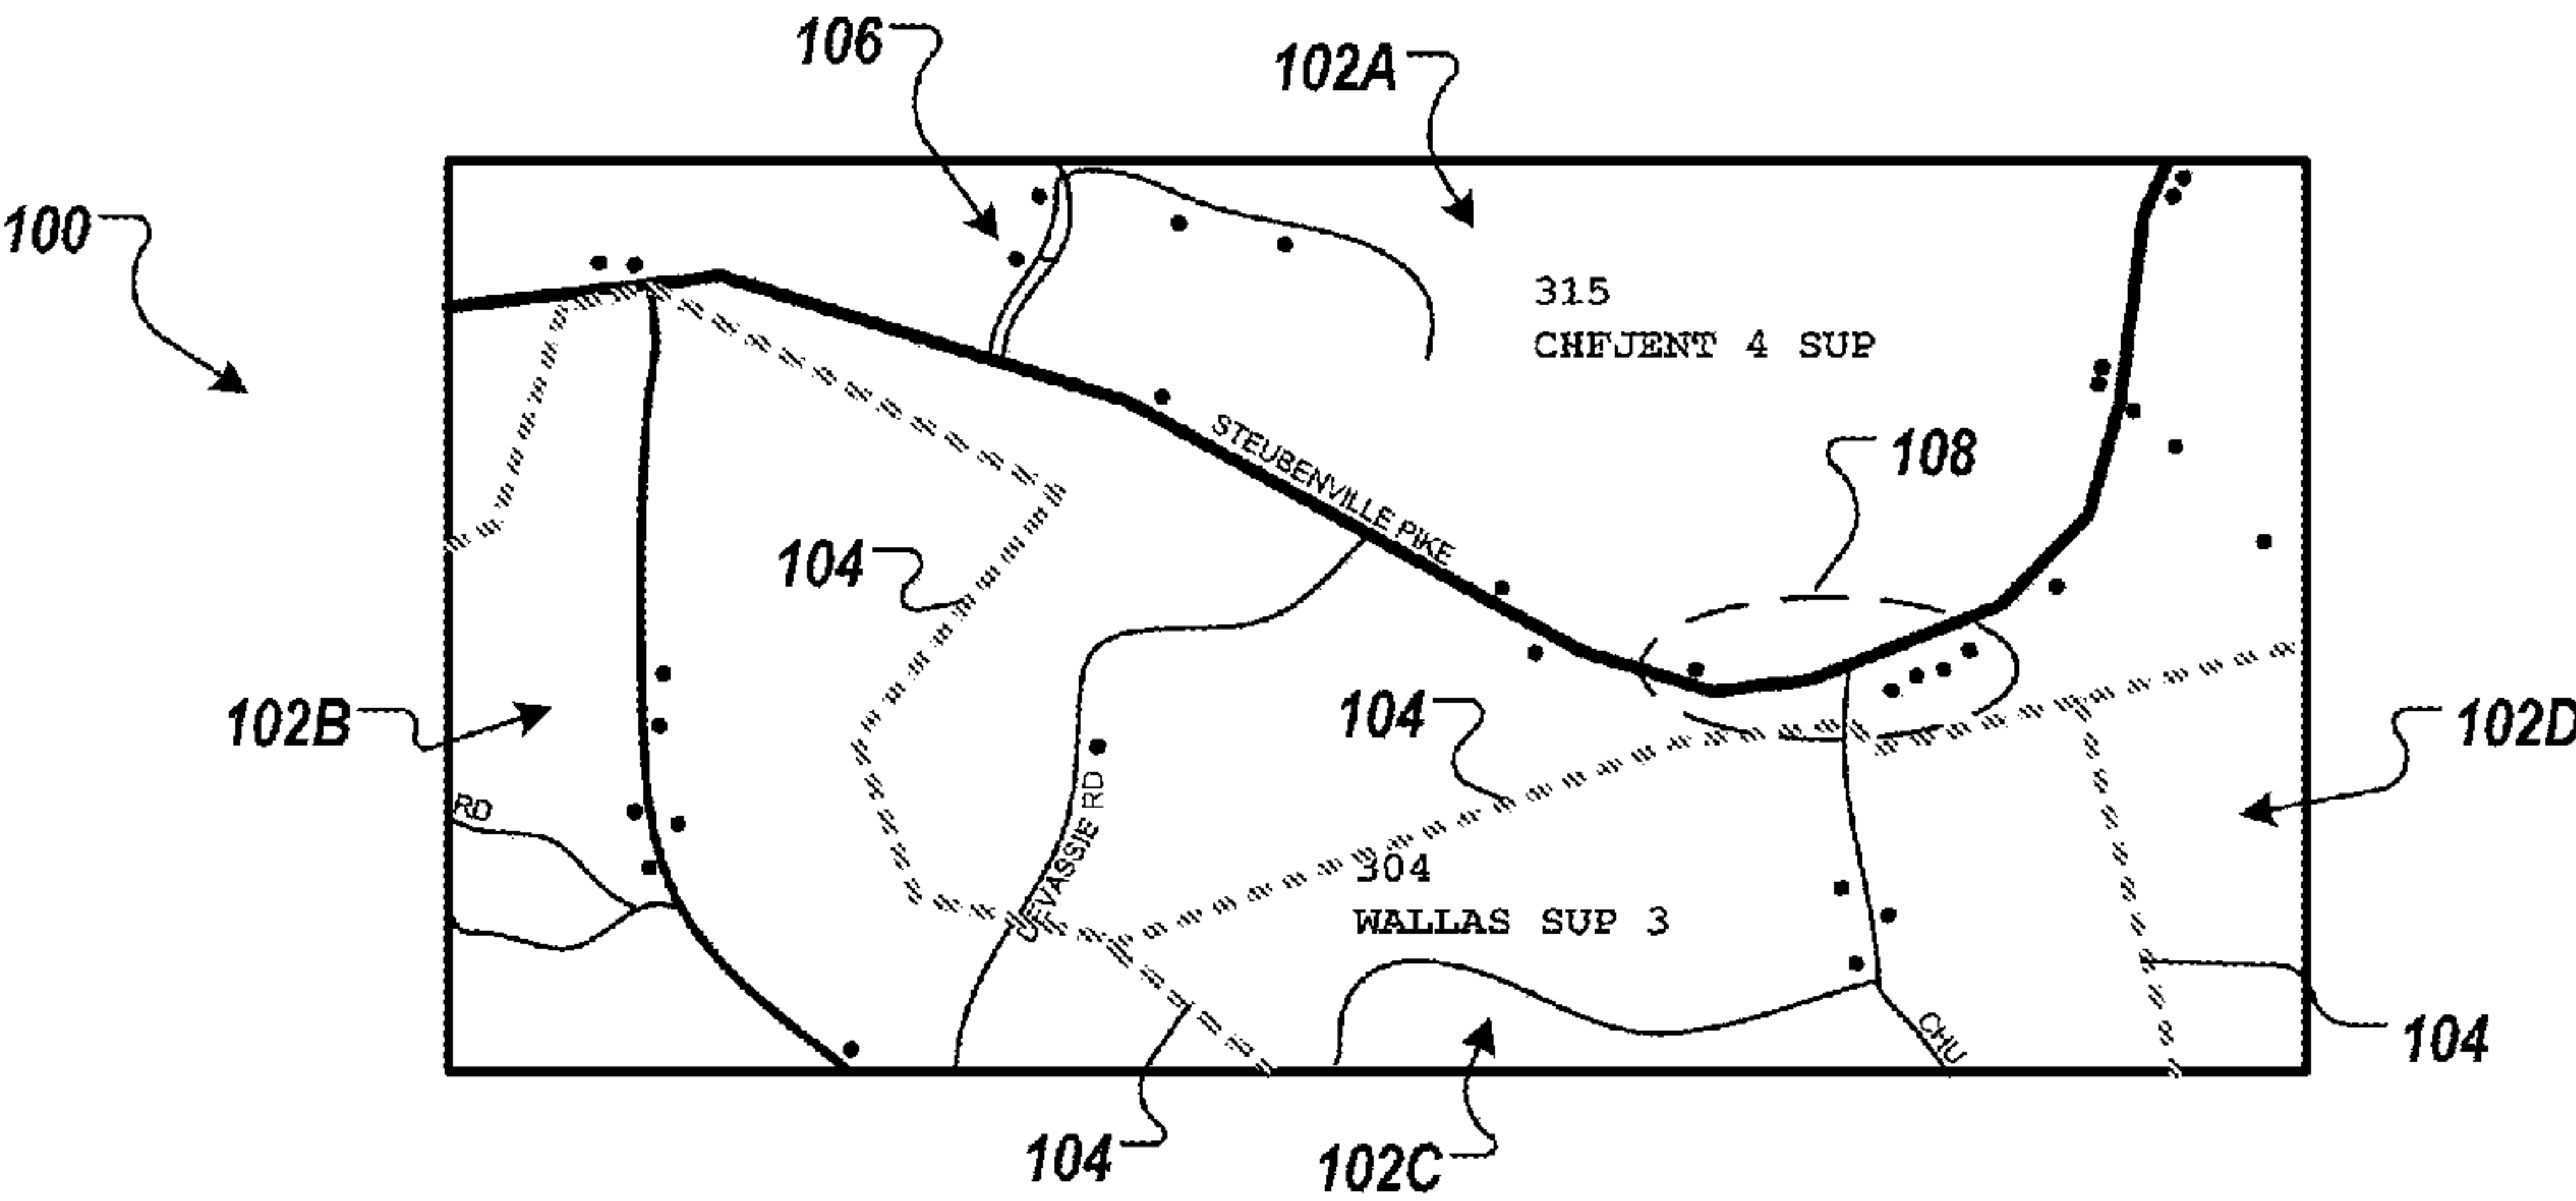 106
102A
100
315
CHFJENT 4 SUP
STEUBENVILLE PIKE
108
104
102B
104
102D
RD
DEVASSIE RD
304
WALLAS SUP 3
CHU
104
104
102C